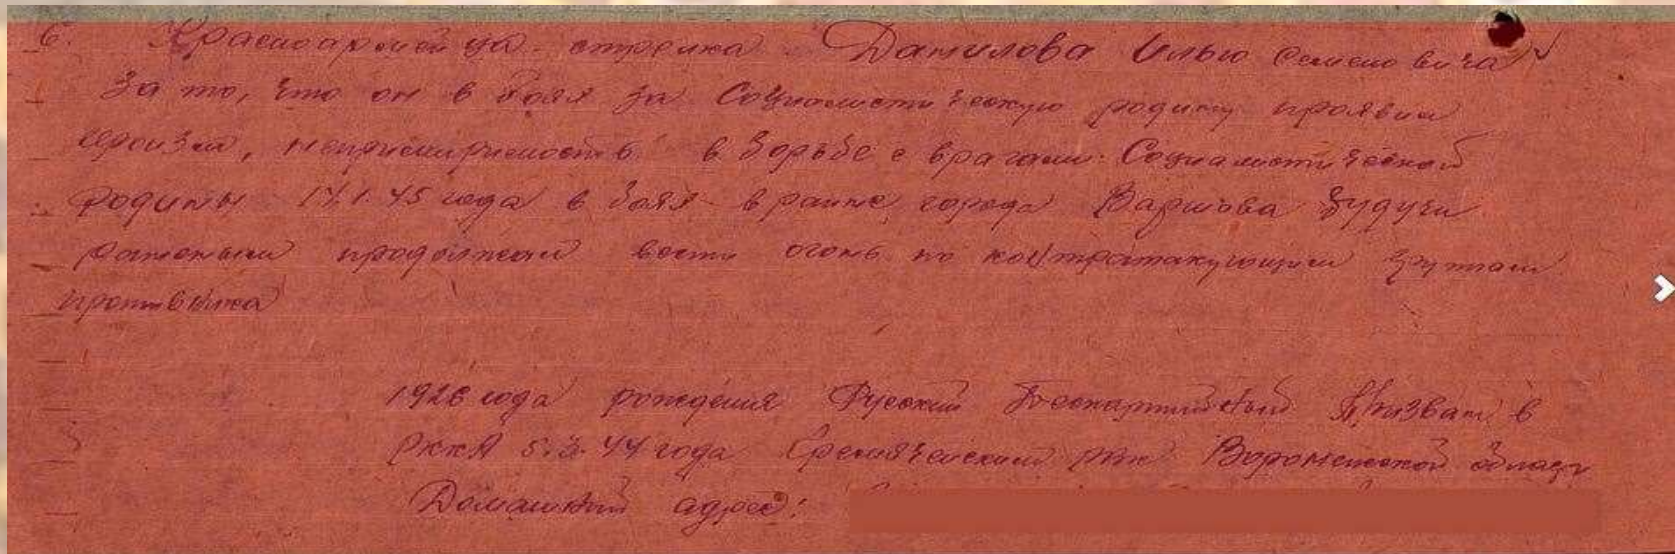 6. Красноармейца-стрелка Данилова Илью Семеновича
За то, что он в боях за Социалистическую родину проявил
героизм, непримиримость в борьбе с врагами Социалистической
родины 17.1.45 года в боях в раине города Варшава будучи
раненым продолжал вести огонь по контратакующим группам
противника
1926 года рождения Русский Беспартийный Призван в
РККА 5.3.44 года РВК Воронежской
Домашний адрес: